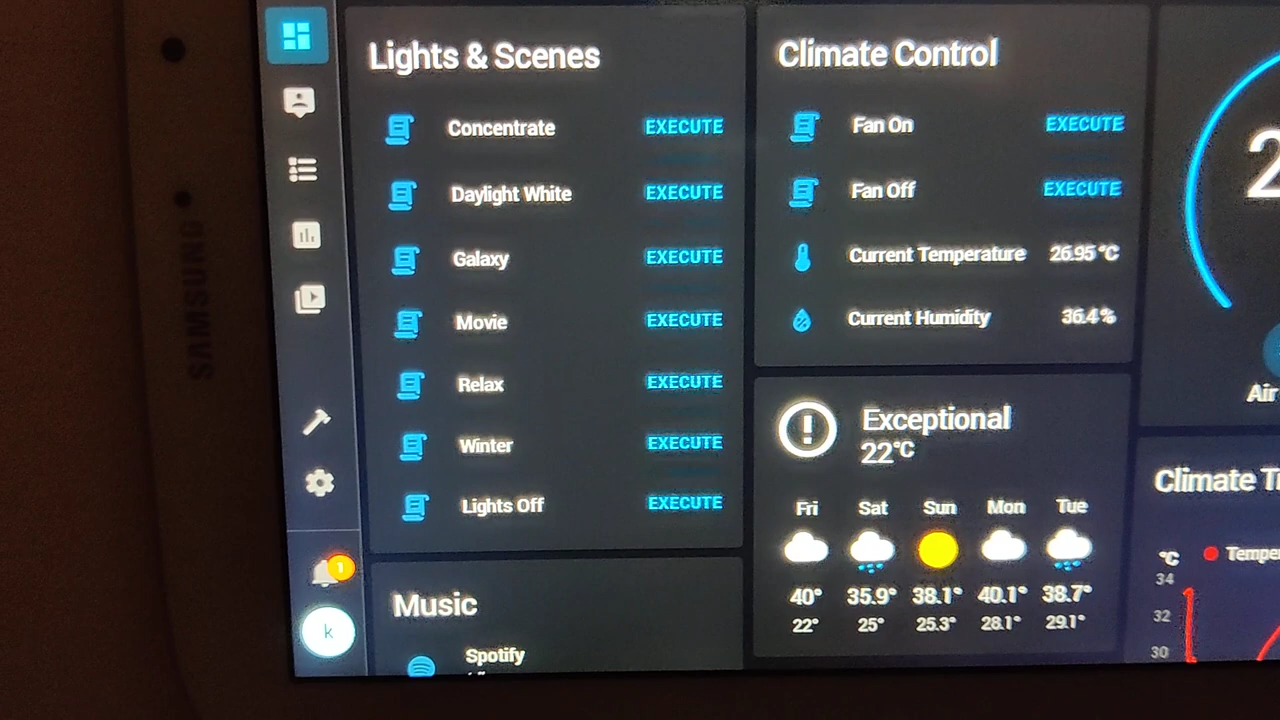 SAMSUNG
Lights & Scenes
Concentrate EXECUTE
Daylight White EXECUTE
Galaxy EXECUTE
Movie EXECUTE
Relax EXECUTE
Winter EXECUTE
Lights Off EXECUTE
1
k
Music
Spotify
Climate Control
Fan On EXECUTE
Fan Off EXECUTE
Current Temperature 26.95 °C
Current Humidity 36.4 %
Exceptional
22°C
Fri Sat Sun Mon Tue
40° 35.9° 38.1° 40.1° 38.7°
22° 25° 25.3° 28.1° 29.1°
2
Air
Climate T
°C Tempe
34
32
30